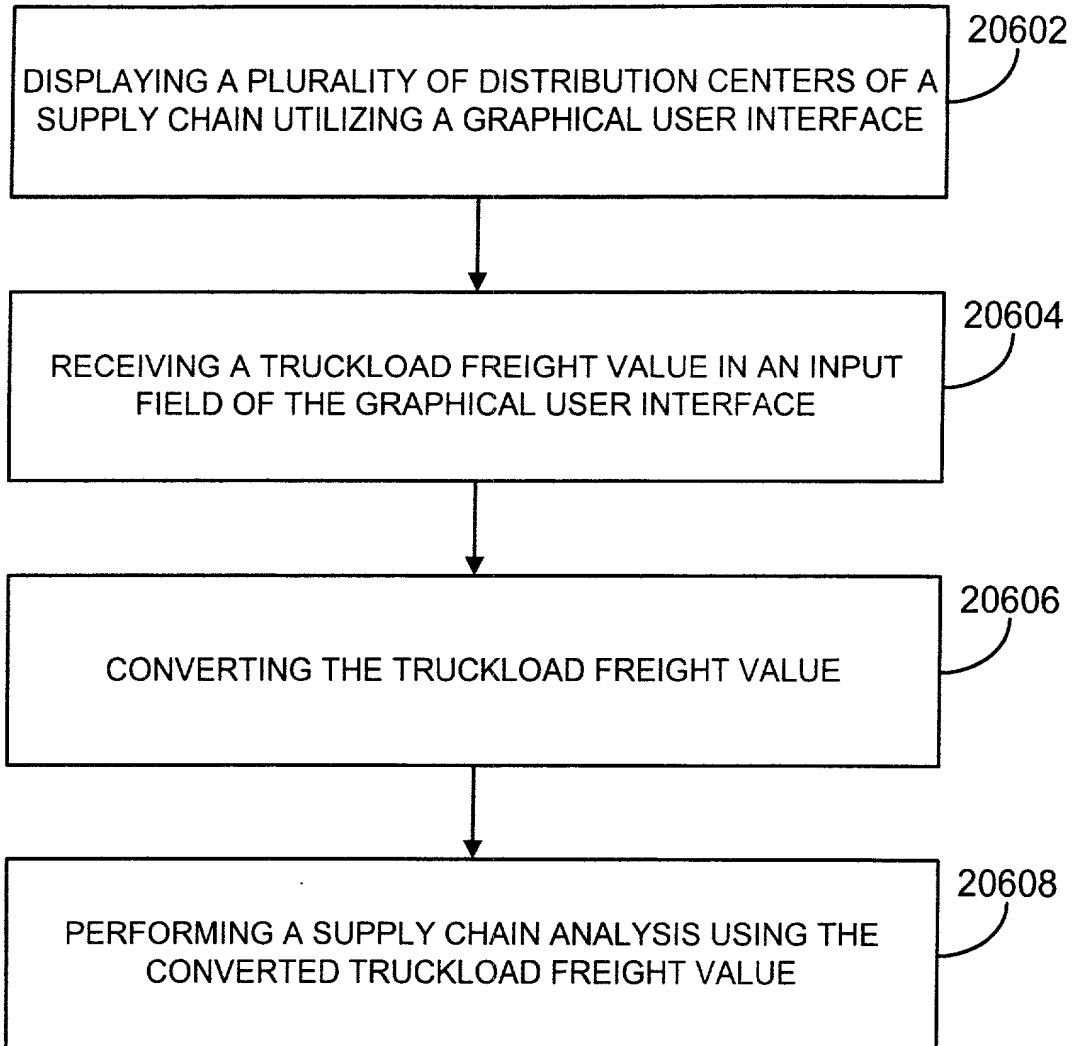 20602
DISPLAYING A PLURALITY OF DISTRIBUTION CENTERS OF A
SUPPLY CHAIN UTILIZING A GRAPHICAL USER INTERFACE
20604
RECEIVING A TRUCKLOAD FREIGHT VALUE IN AN INPUT
FIELD OF THE GRAPHICAL USER INTERFACE
20606
CONVERTING THE TRUCKLOAD FREIGHT VALUE
20608
PERFORMING A SUPPLY CHAIN ANALYSIS USING THE
CONVERTED TRUCKLOAD FREIGHT VALUE